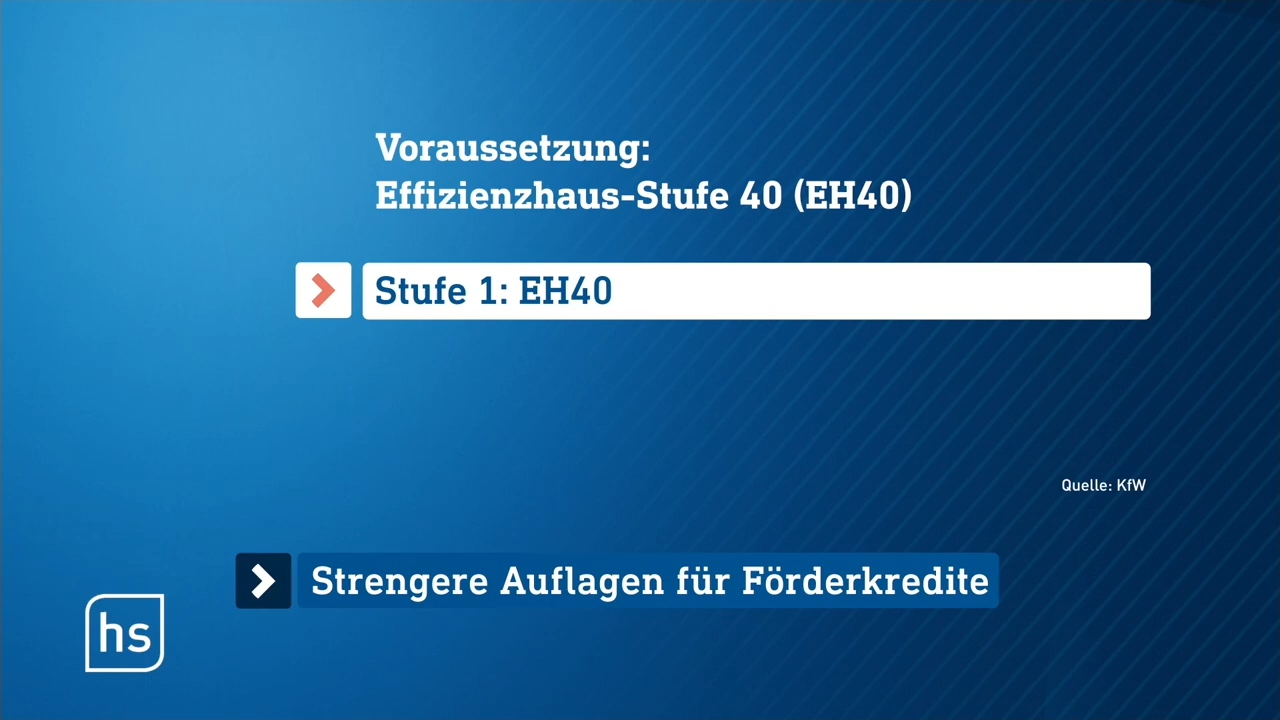 Voraussetzung:
Effizienzhaus-Stufe 40 (EH40)
Stufe 1: EH40
Quelle: KfW
Strengere Auflagen für Förderkredite
hs